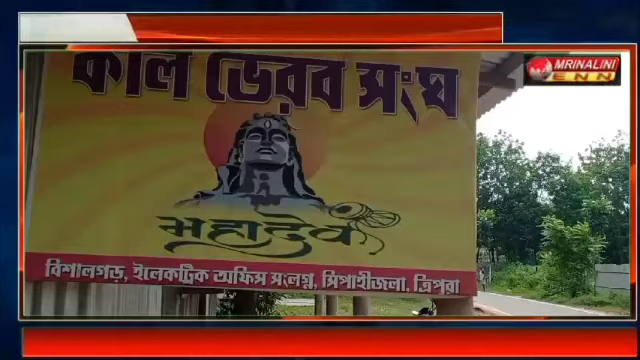 কাল ভৈরব সংঘ
MRINALINI
ENN
মহাদেব
বিশালগড়, ইলেকট্রিক অফিস সংলগ্ন, সিপাহীজলা, ত্রিপুরা